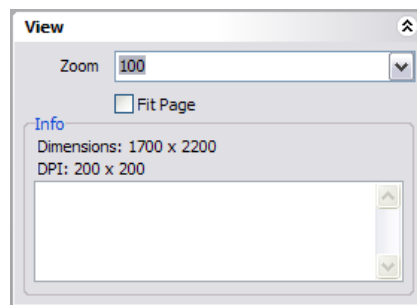 View
Zoom 100
Fit Page
Info
Dimensions: 1700 x 2200
DPI: 200 x 200